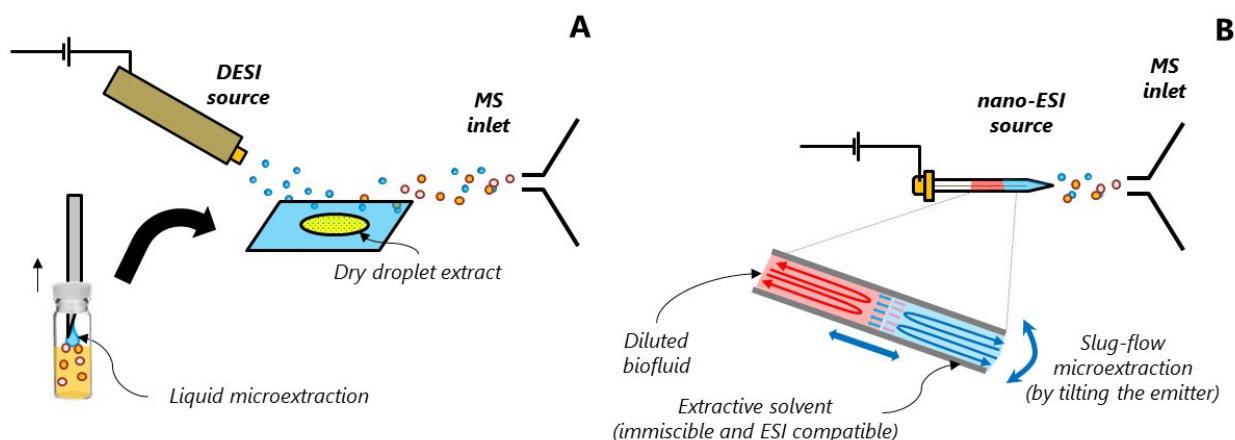 A
DESI
source
MS
inlet
Dry droplet extract
Liquid microextraction
B
MS
inlet
nano-ESI
source
Diluted
biofluid
Slug-flow
microextraction
(by tilting the emitter)
Extractive solvent
(immiscible and ESI compatible)